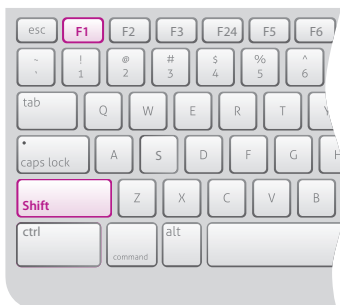 esc F1 F2 F3 F24 F5 F6
~ ! @ # $ % ^
` 1 2 3 4 5 6
tab Q W E R T Y
caps lock A S D F G H
Shift Z X C V B
ctrl command alt